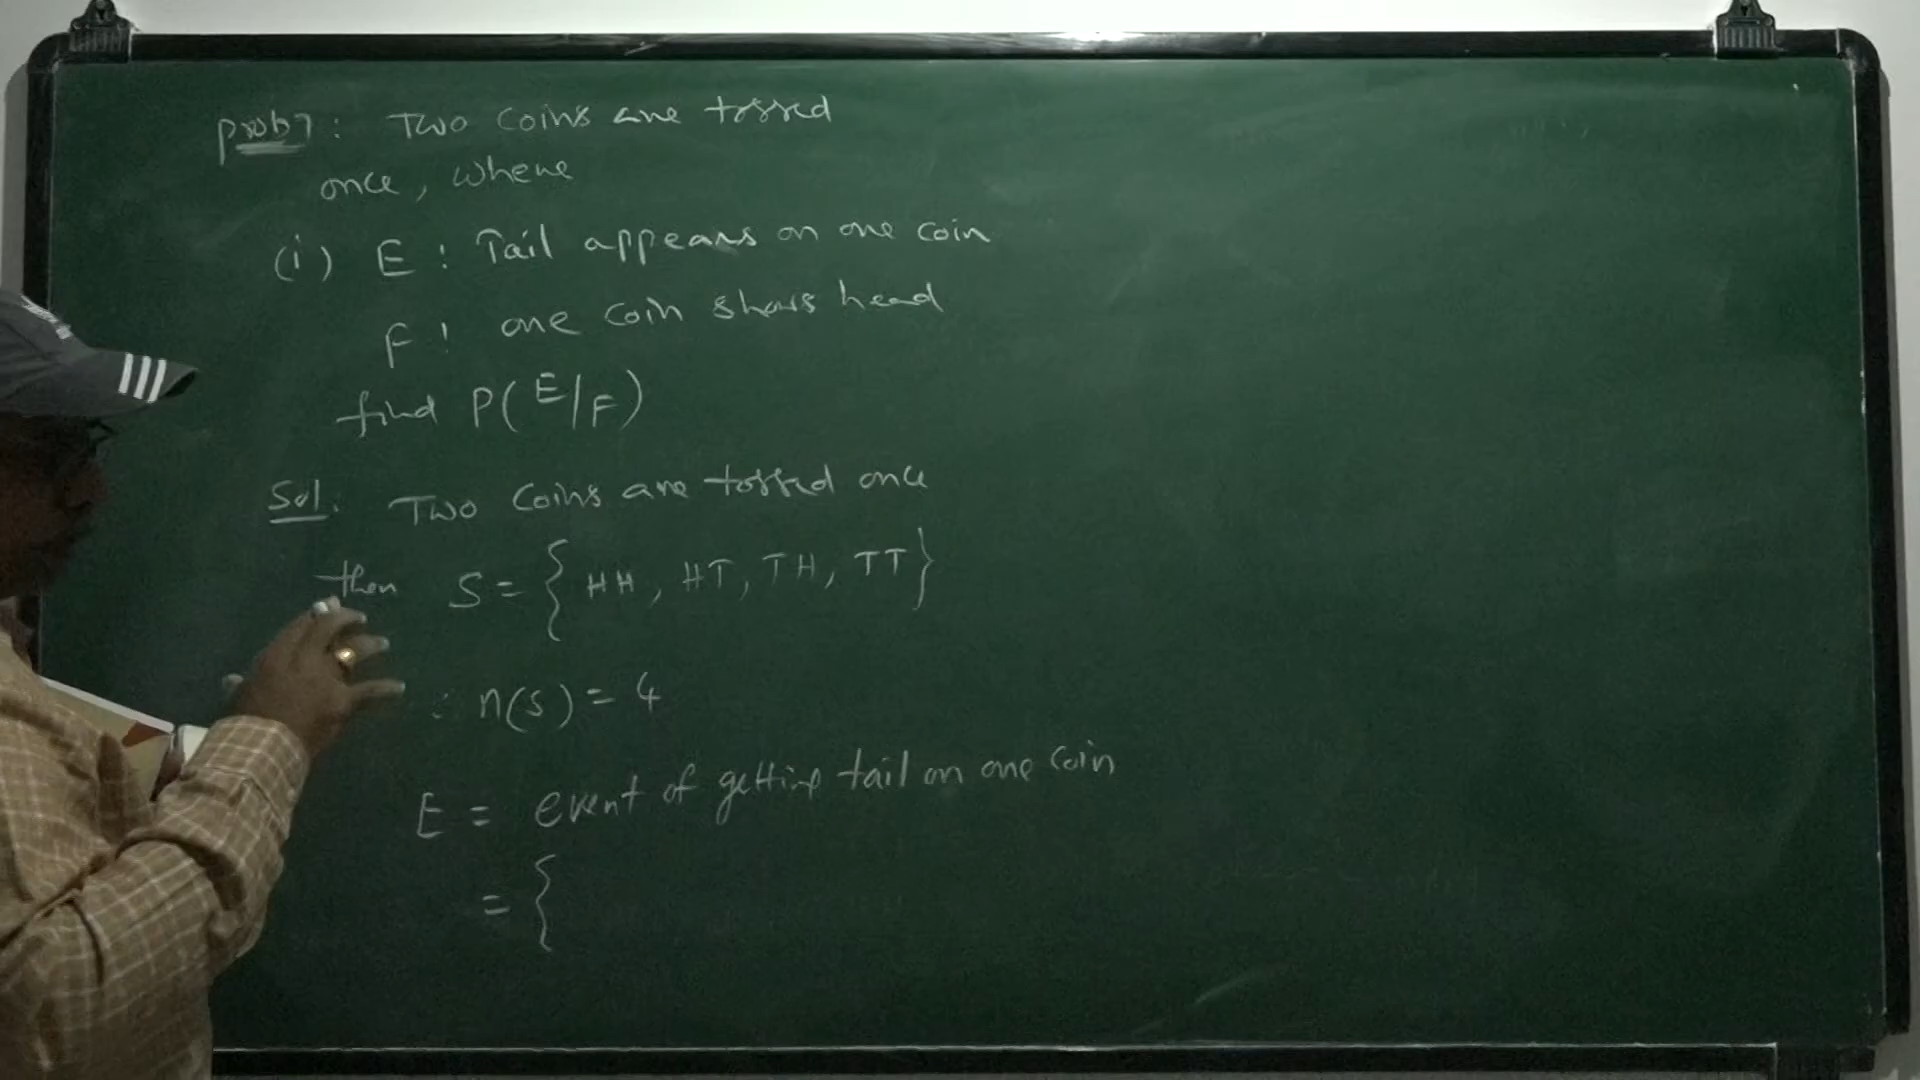 prob7: Two coins are tossed
once, where
(i) E: Tail appears on one coin
F: one coin shows head
find P(E/F)
Sol. Two coins are tossed once
then S = { HH, HT, TH, TT }
∴ n(s) = 4
E = event of getting tail on one coin
= {